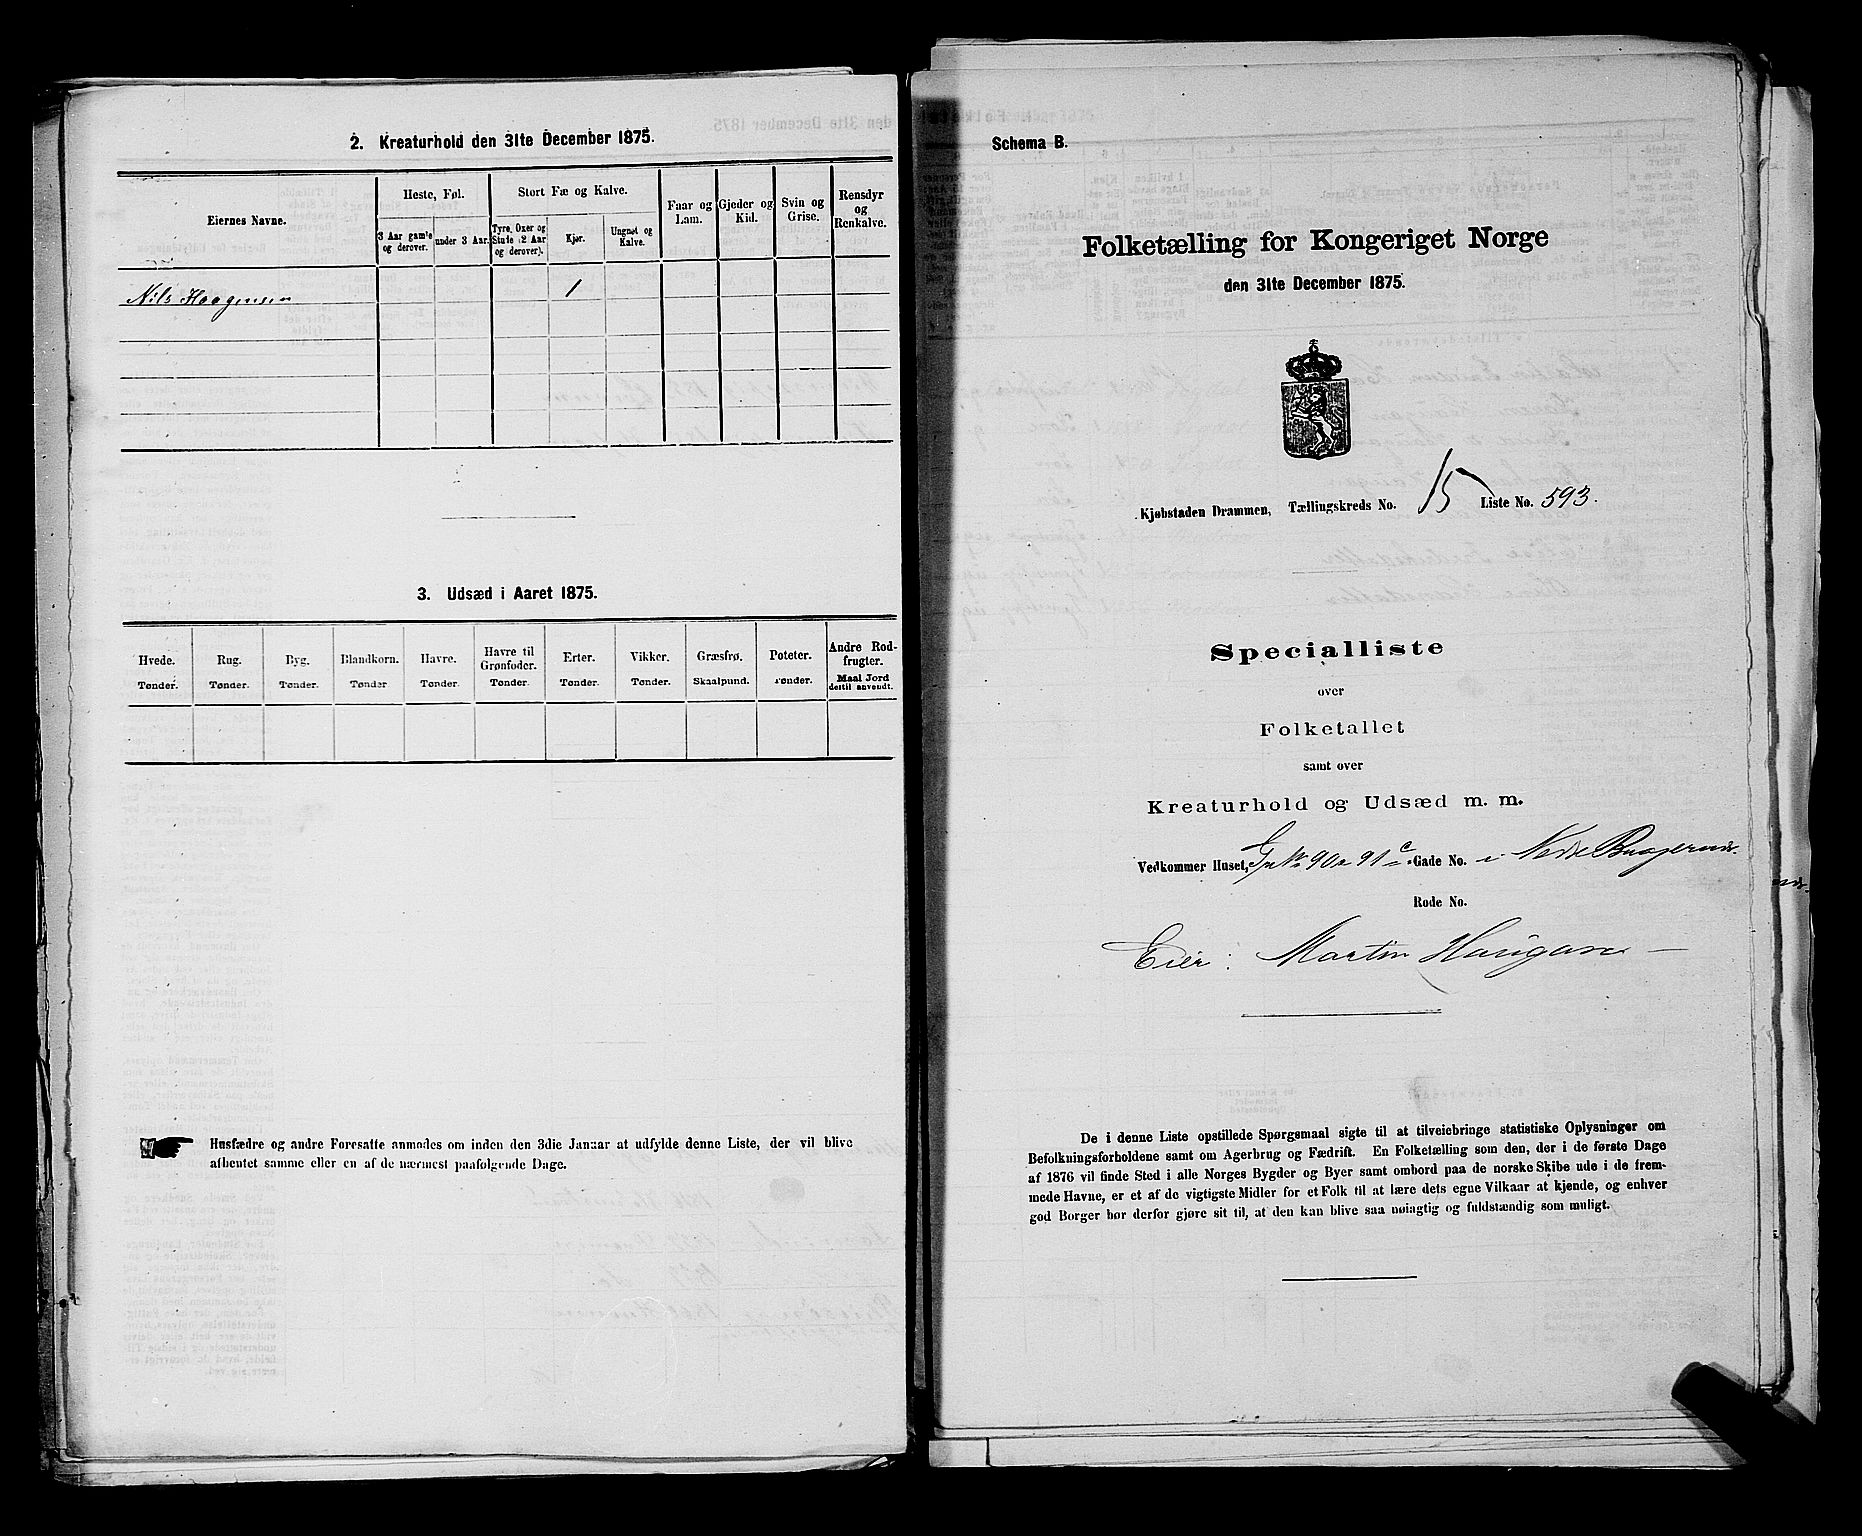 2. Kreaturhold den 31te December 1875.
Eiernes Navne.
Heste, Føl.
Stort Fæ og Kalve.
Faar og Lam.
Gjeder og Kid.
Svin og Grise.
Rensdyr og Renkalve.
3 Aar gamle og derover.
under 3 Aar.
Tyre, Oxer og Stute (2 Aar og derover).
Kjør.
Ungnøt og Kalve.
Nils Haagensen 1
3. Udsæd i Aaret 1875.
Hvede. Tønder.
Rug. Tønder.
Byg. Tønder.
Blandkorn. Tønder
Havre. Tønder.
Havre til Grønfoder. Tønder.
Erter. Tønder.
Vikker. Tønder.
Græsfrø. Skaalpund.
Poteter. Tønder.
Andre Rodfrugter. Maal Jord dertil anvendt.
Husfædre og andre Foresatte anmodes om inden den 3die Januar at udfylde denne Liste, der vil blive
afhentet samme eller en af de nærmest paafølgende Dage.
Schema B.
Folketælling for Kongeriget Norge
den 31te December 1875.
Kjøbstaden Drammen, Tællingskreds No. 15 Liste No. 593.
Specialliste
over
Folketallet
samt over
Kreaturhold og Udsæd m. m.
Vedkommer Huset, Gr No 90 & 91 c Gade No. i Nedre Bragernæs
Rode No.
Eier: Martin Haugan
De i denne Liste opstillede Spørgsmaal sigte til at tilveiebringe statistiske Oplysninger om
Befolkningsforholdene samt om Agerbrug og Fædrift. En Folketælling som den, der i de første Dage
af 1876 vil finde Sted i alle Norges Bygder og Byer samt ombord paa de norske Skibe ude i de frem-
mede Havne, er et af de vigtigste Midler for et Folk til at lære dets egne Vilkaar at kjende, og enhver
god Borger bør derfor gjøre sit til, at den kan blive saa nøiagtig og fuldstændig som muligt.